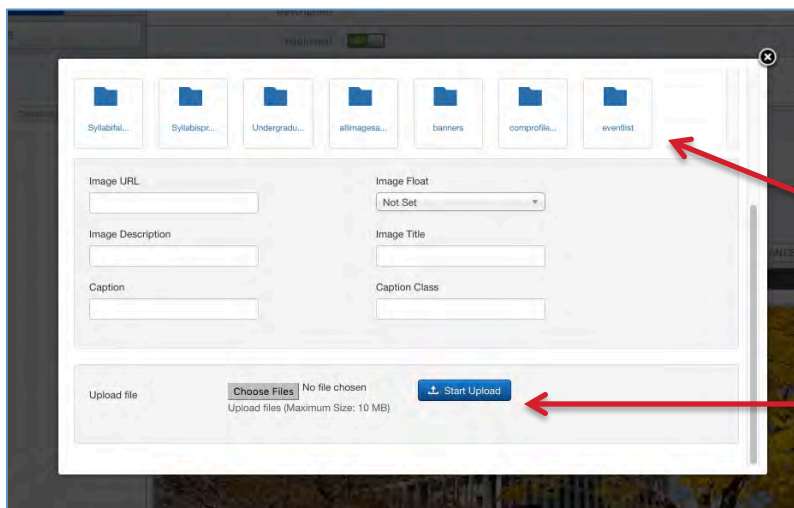 Syllabifal...
Syllabispr...
Undergradu...
allimagesa...
banners
comprofile...
eventlist
Image URL
Image Float
Not Set
Image Description
Image Title
Caption
Caption Class
Upload file
Choose Files No file chosen
Start Upload
Upload files (Maximum Size: 10 MB)